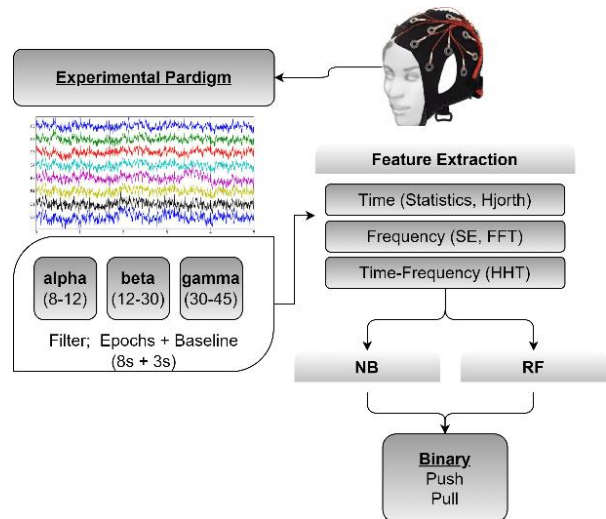 Experimental Pardigm
alpha
(8-12)
beta
(12-30)
gamma
(30-45)
Filter; Epochs + Baseline
(8s + 3s)
Feature Extraction
Time (Statistics, Hjorth)
Frequency (SE, FFT)
Time-Frequency (HHT)
NB
RF
Binary
Push
Pull